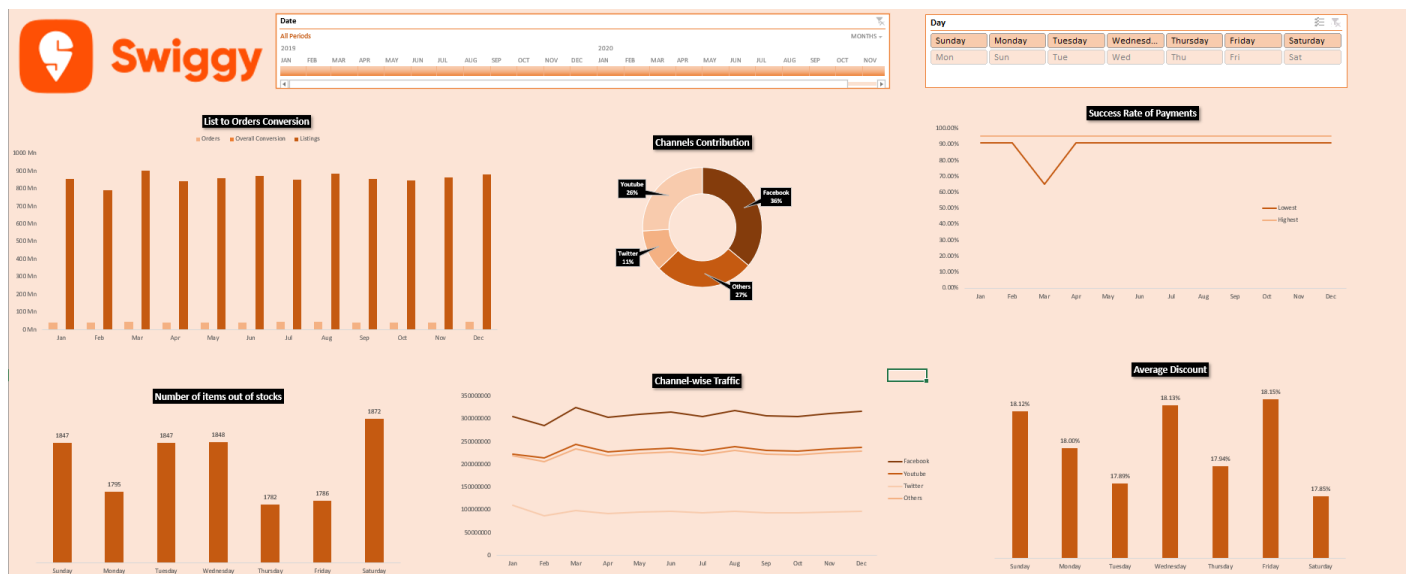 Swiggy
Date
All Periods MONTHS
2019 2020
JAN FEB MAR APR MAY JUN JUL AUG SEP OCT NOV DEC JAN FEB MAR APR MAY JUN JUL AUG SEP OCT NOV
Day
Sunday Monday Tuesday Wednesd... Thursday Friday Saturday
Mon Sun Tue Wed Thu Fri Sat
List to Orders Conversion
Orders Overall Conversion Listings
1000 Mn
900 Mn
800 Mn
700 Mn
600 Mn
500 Mn
400 Mn
300 Mn
200 Mn
100 Mn
0 Mn
Jan Feb Mar Apr May Jun Jul Aug Sep Oct Nov Dec
Channels Contribution
Youtube
26%
Facebook
36%
Twitter
11%
Others
27%
Success Rate of Payments
100.00%
90.00%
80.00%
70.00%
60.00%
50.00%
40.00%
30.00%
20.00%
10.00%
0.00%
Lowest
Highest
Jan Feb Mar Apr May Jun Jul Aug Sep Oct Nov Dec
Number of items out of stocks
1847 1795 1847 1848 1782 1786 1872
Sunday Monday Tuesday Wednesday Thursday Friday Saturday
Channel-wise Traffic
350000000
300000000
250000000
200000000
150000000
100000000
50000000
0
Facebook
Youtube
Twitter
Others
Jan Feb Mar Apr May Jun Jul Aug Sep Oct Nov Dec
Average Discount
18.12% 18.00% 17.89% 18.13% 17.94% 18.15% 17.85%
Sunday Monday Tuesday Wednesday Thursday Friday Saturday